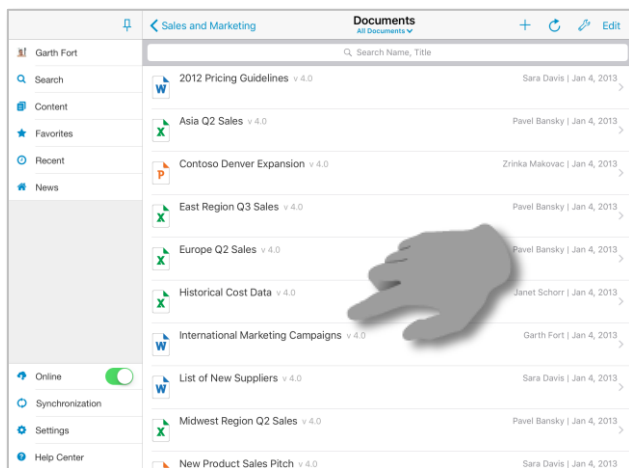 Sales and Marketing
Documents
All Documents
Edit
Garth Fort
Search
Content
Favorites
Recent
News
Online
Synchronization
Settings
Help Center
Search Name, Title
2012 Pricing Guidelines v 4.0 Sara Davis | Jan 4, 2013
Asia Q2 Sales v 4.0 Pavel Bansky | Jan 4, 2013
Contoso Denver Expansion v 4.0 Zrinka Makovac | Jan 4, 2013
East Region Q3 Sales v 4.0 Pavel Bansky | Jan 4, 2013
Europe Q2 Sales v 4.0 Pavel Bansky | Jan 4, 2013
Historical Cost Data v 4.0 Janet Schorr | Jan 4, 2013
International Marketing Campaigns v 4.0 Garth Fort | Jan 4, 2013
List of New Suppliers v 4.0 Sara Davis | Jan 4, 2013
Midwest Region Q2 Sales v 4.0 Pavel Bansky | Jan 4, 2013
New Product Sales Pitch v 4.0 Sara Davis | Jan 4, 2013